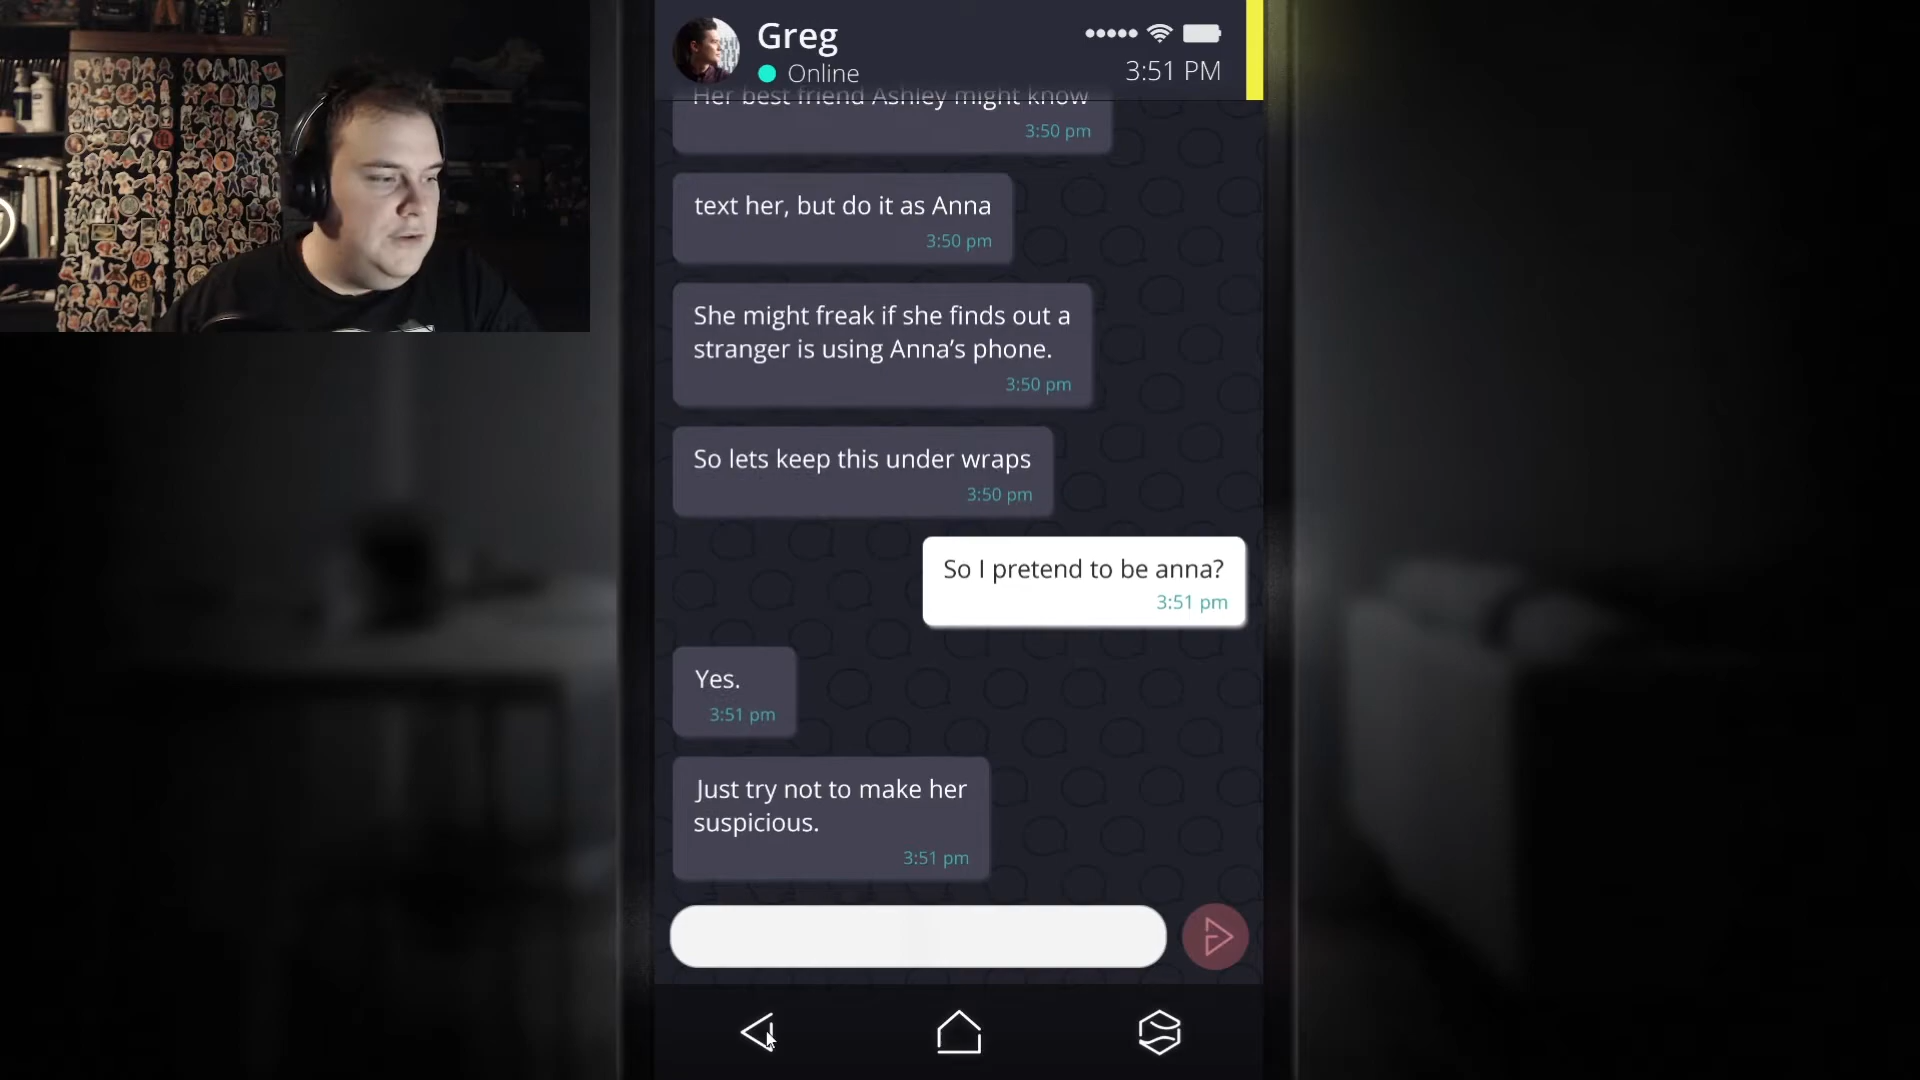 Greg
Online
3:51 PM
Her best friend Ashley might know
3:50 pm
text her, but do it as Anna
3:50 pm
She might freak if she finds out a
stranger is using Anna’s phone.
3:50 pm
So lets keep this under wraps
3:50 pm
So I pretend to be anna?
3:51 pm
Yes.
3:51 pm
Just try not to make her
suspicious.
3:51 pm